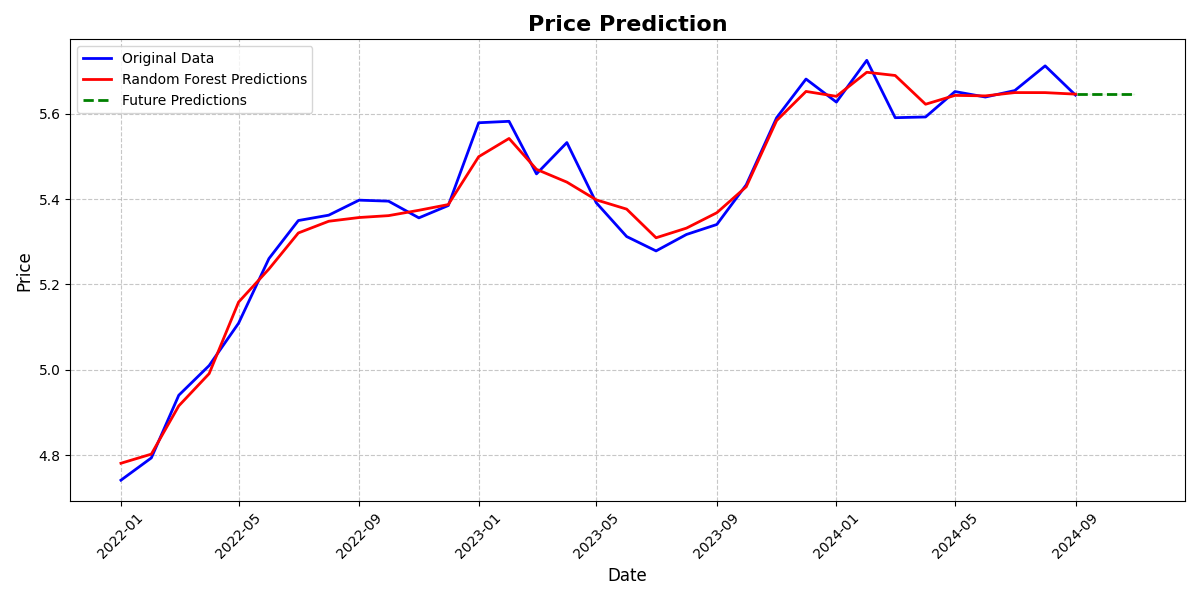 Price Prediction
Original Data
Random Forest Predictions
Future Predictions
Price
5.6
5.4
5.2
5.0
4.8
2022-01
2022-05
2022-09
2023-01
2023-05
2023-09
2024-01
2024-05
2024-09
Date